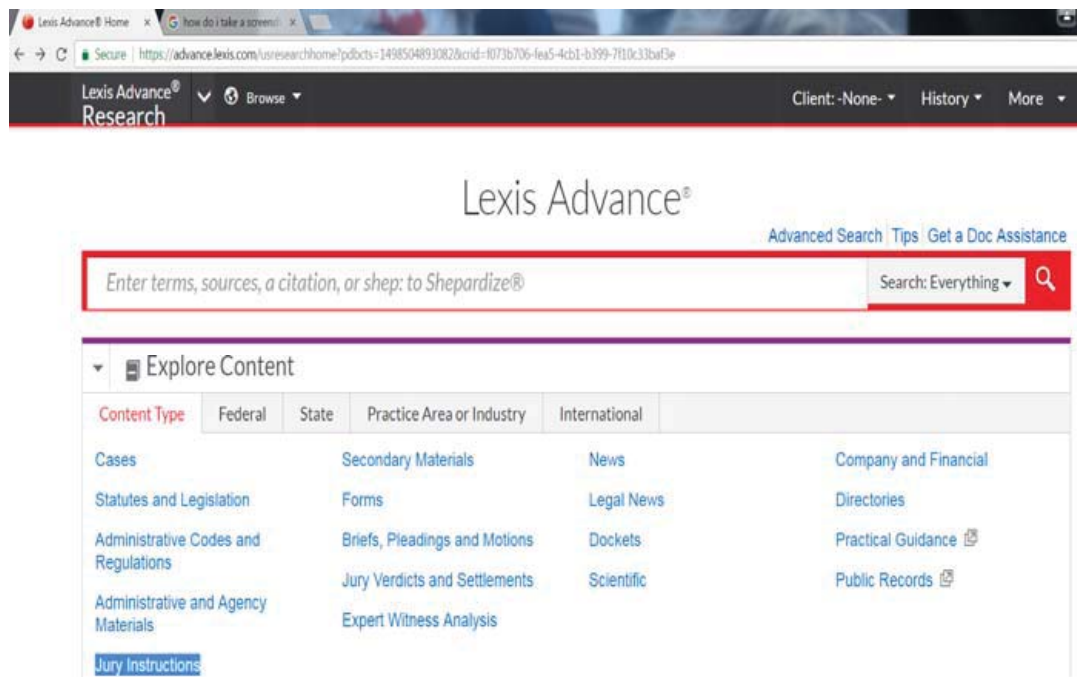 Lexis Advance® Home
how do i take a screensh
Secure https://advance.lexis.com/usresearchhome?pdbcts=1498504893082&crid=f073b706-fea5-4cb1-b399-7f10c33baf3e
Lexis Advance® Research
Browse
Client: -None-
History
More
Lexis Advance®
Advanced Search Tips Get a Doc Assistance
Enter terms, sources, a citation, or shep: to Shepardize®
Search: Everything
Explore Content
Content Type Federal State Practice Area or Industry International
Cases
Statutes and Legislation
Administrative Codes and
Regulations
Administrative and Agency
Materials
Jury Instructions
Secondary Materials
Forms
Briefs, Pleadings and Motions
Jury Verdicts and Settlements
Expert Witness Analysis
News
Legal News
Dockets
Scientific
Company and Financial
Directories
Practical Guidance
Public Records